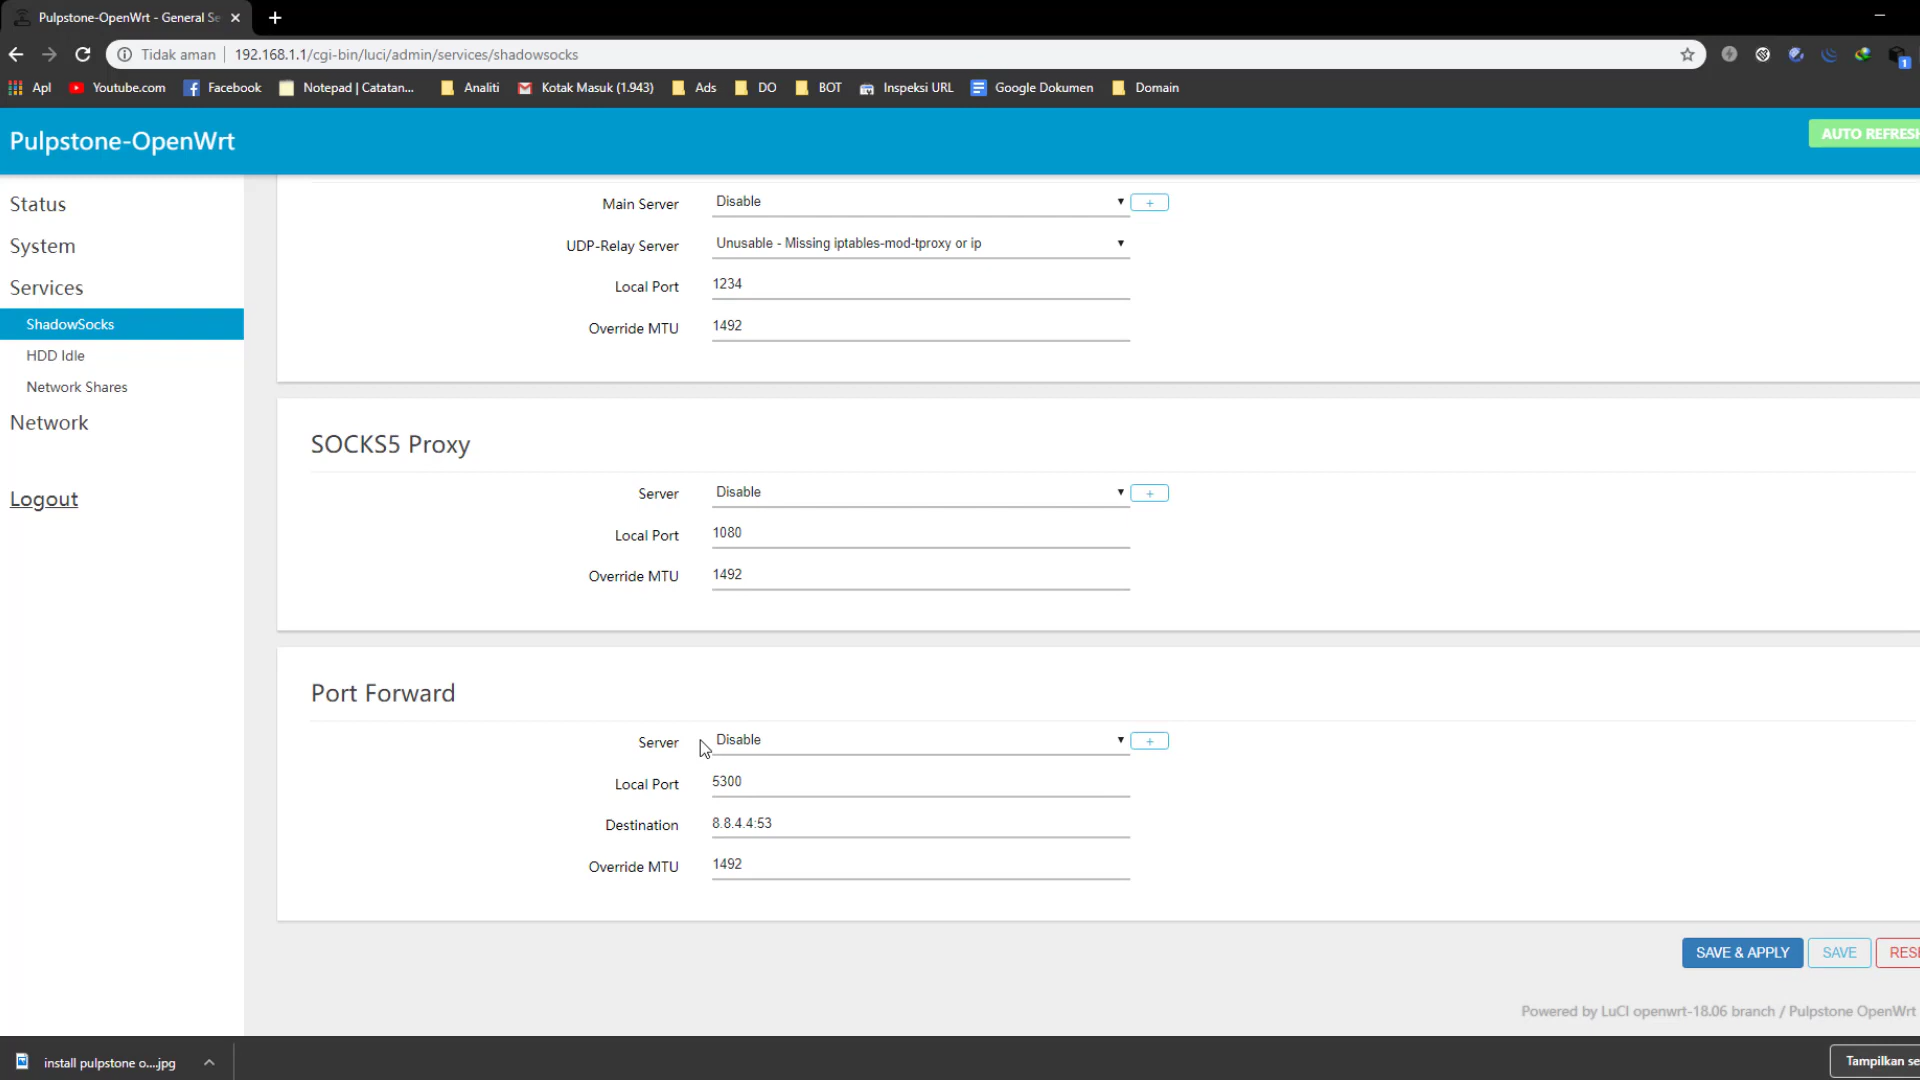 Pulpstone-OpenWrt - General Se
Tidak aman 192.168.1.1/cgi-bin/luci/admin/services/shadowsocks
Apl Youtube.com Facebook Notepad | Catatan... Analiti Kotak Masuk (1.943) Ads DO BOT Inspeksi URL Google Dokumen Domain
1
Pulpstone-OpenWrt
AUTO REFRESH
Status
System
Services
ShadowSocks
HDD Idle
Network Shares
Network
Logout
Main Server Disable +
UDP-Relay Server Unusable - Missing iptables-mod-tproxy or ip
Local Port 1234
Override MTU 1492
SOCKS5 Proxy
Server Disable +
Local Port 1080
Override MTU 1492
Port Forward
Server Disable +
Local Port 5300
Destination 8.8.4.4:53
Override MTU 1492
SAVE & APPLY SAVE RESE
Powered by LuCI openwrt-18.06 branch / Pulpstone OpenWrt
install pulpstone o....jpg
Tampilkan se